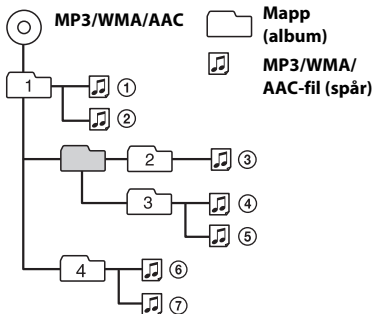 MP3/WMA/AAC
Mapp
(album)
MP3/WMA/
AAC-fil (spår)
1
①
②
2
③
3
④
⑤
4
⑥
⑦